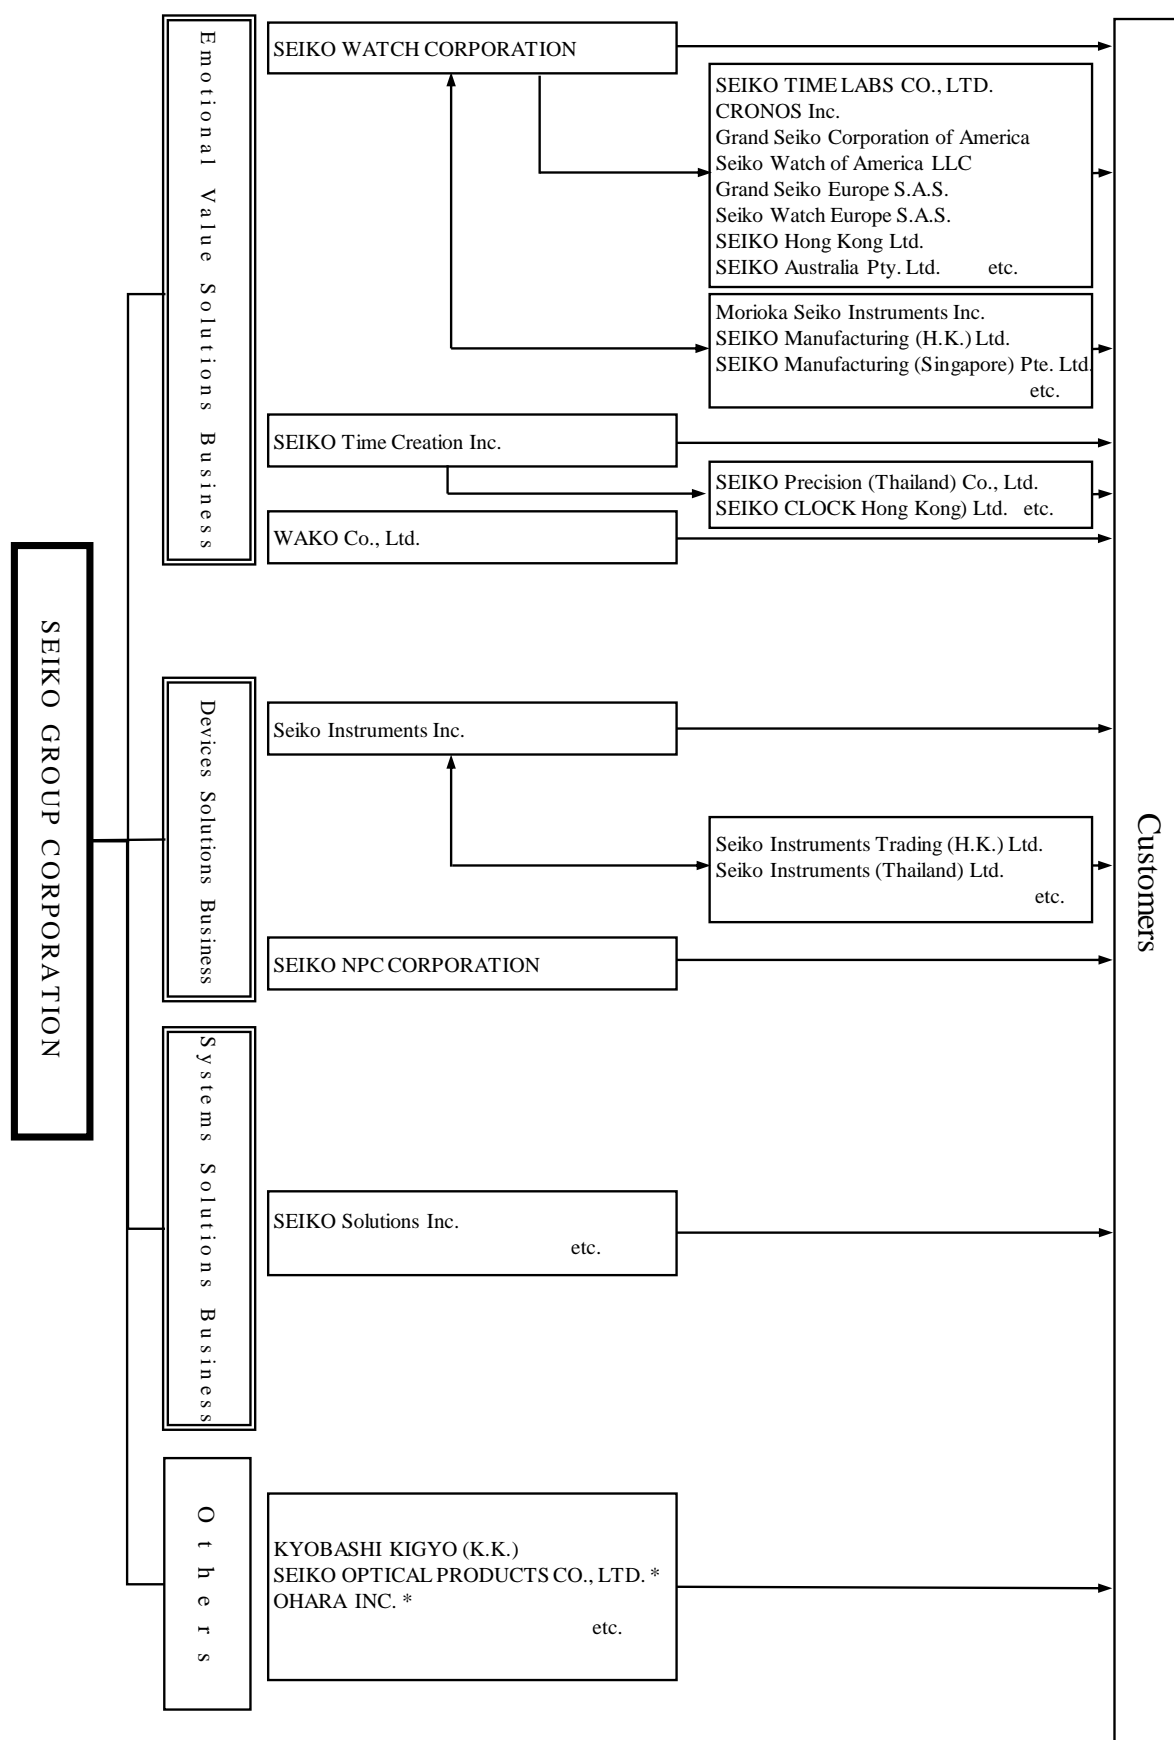 SEIKO GROUP CORPORATION
Emotional Value Solutions Business
SEIKO WATCH CORPORATION
SEIKO TIME LABS CO., LTD.
CRONOS Inc.
Grand Seiko Corporation of America
Seiko Watch of America LLC
Grand Seiko Europe S.A.S.
Seiko Watch Europe S.A.S.
SEIKO Hong Kong Ltd.
SEIKO Australia Pty. Ltd. etc.
Morioka Seiko Instruments Inc.
SEIKO Manufacturing (H.K.) Ltd.
SEIKO Manufacturing (Singapore) Pte. Ltd.
etc.
SEIKO Time Creation Inc.
SEIKO Precision (Thailand) Co., Ltd.
SEIKO CLOCK Hong Kong) Ltd. etc.
WAKO Co., Ltd.
Devices Solutions Business
Seiko Instruments Inc.
Seiko Instruments Trading (H.K.) Ltd.
Seiko Instruments (Thailand) Ltd.
etc.
SEIKO NPC CORPORATION
Systems Solutions Business
SEIKO Solutions Inc.
etc.
Others
KYOBASHI KIGYO (K.K.)
SEIKO OPTICAL PRODUCTS CO., LTD. *
OHARA INC. *
etc.
Customers